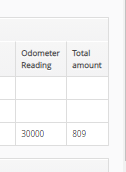 Odometer Total
Reading amount
30000 809